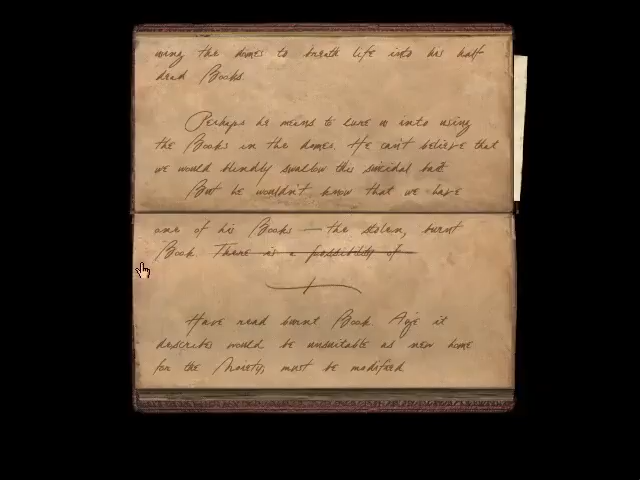 using the domes to breath life into his half
dead Books.
Perhaps he means to lure us into using
the Books in the domes. He can't believe that
we would blindly swallow this suicidal bait.
But he wouldn't know that we have
one of his Books — the stolen, burnt
Book. There is a possibility of
Have read burnt Book. Age it
describes would be unsuitable as new home
for the Moiety, must be modified